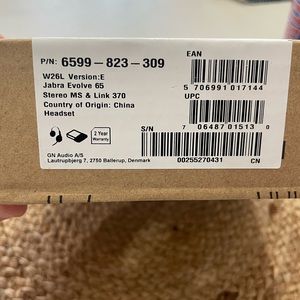 P/N: 6599-823-309
W26L Version:E
Jabra Evolve 65
Stereo MS & Link 370
Country of Origin: China
Headset
2 Year
Warranty
GN Audio A/S
Lautrupbjerg 7, 2750 Ballerup, Denmark
EAN
5 706991 017144
UPC
7 06487 01513 0
S/N
00255270431
CN